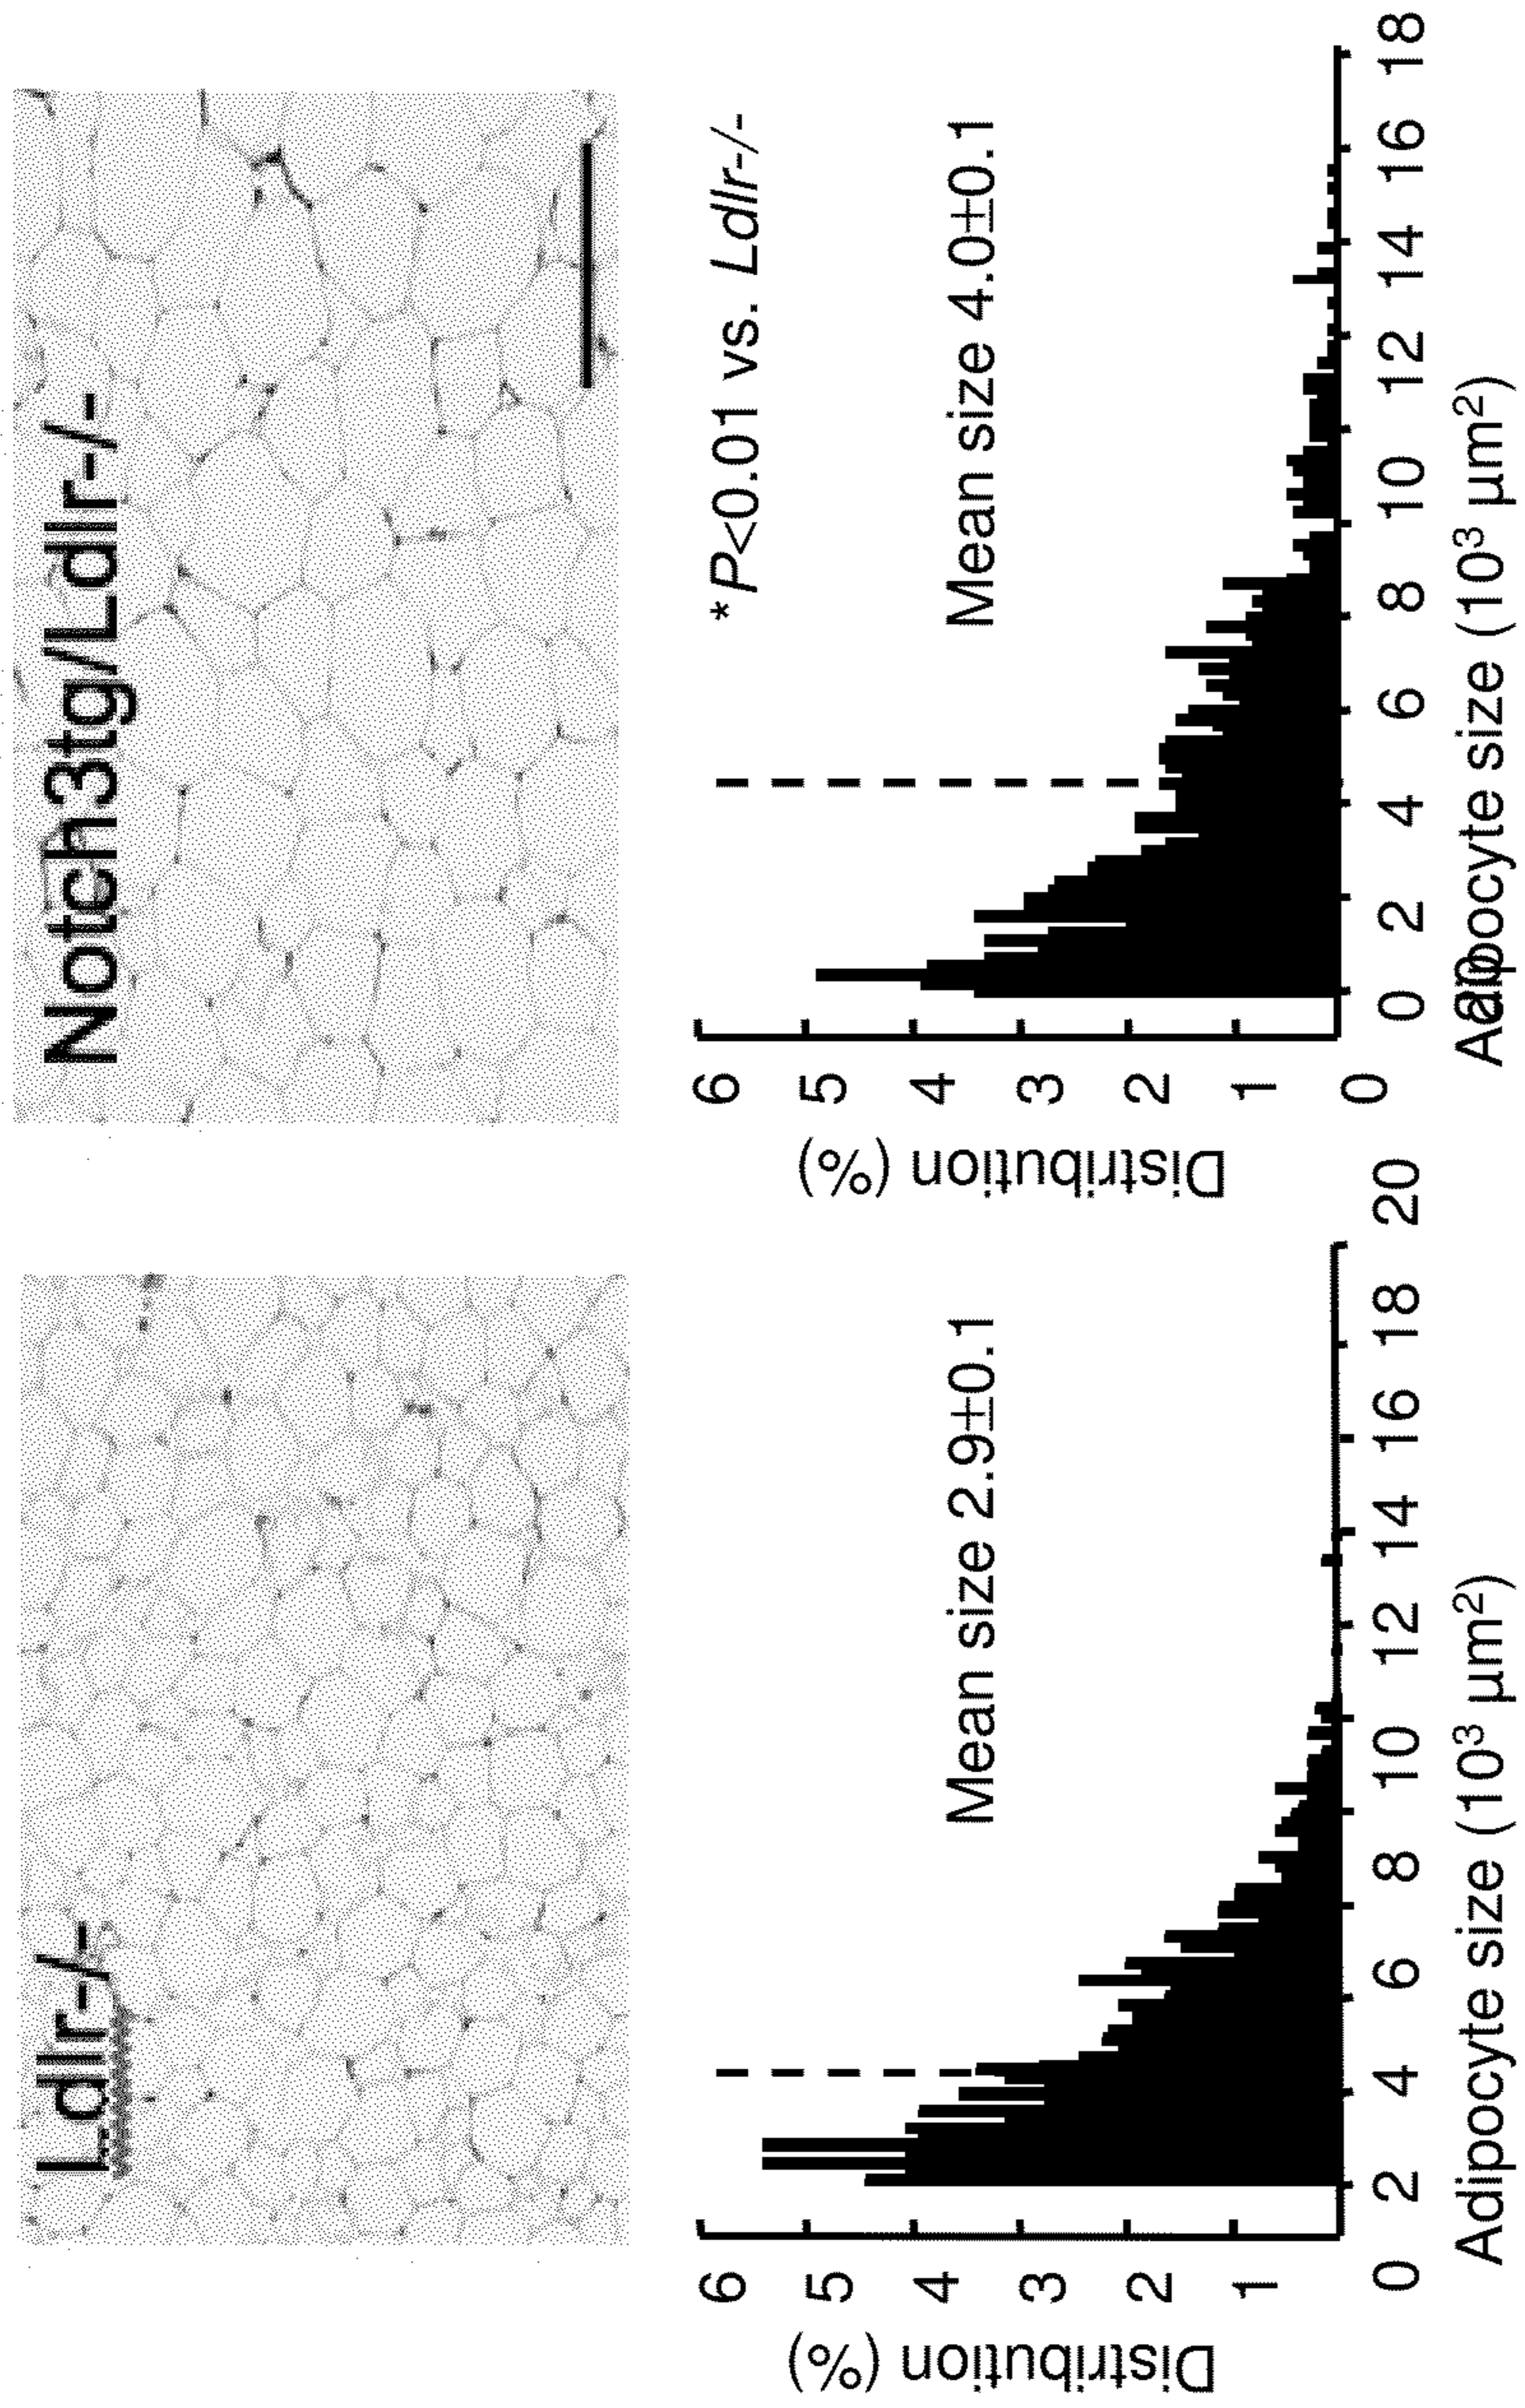 Ldlr-/-
Notch3tg/Ldlr-/-
Distribution (%)
6
5
4
3
2
1
Mean size 2.9±0.1
0 2 4 6 8 10 12 14 16 18 20
Adipocyte size (10³ µm²)
Distribution (%)
6
5
4
3
2
1
0
*P<0.01 vs. Ldlr-/-
Mean size 4.0±0.1
0 2 4 6 8 10 12 14 16 18
20
Adipocyte size (10³ µm²)